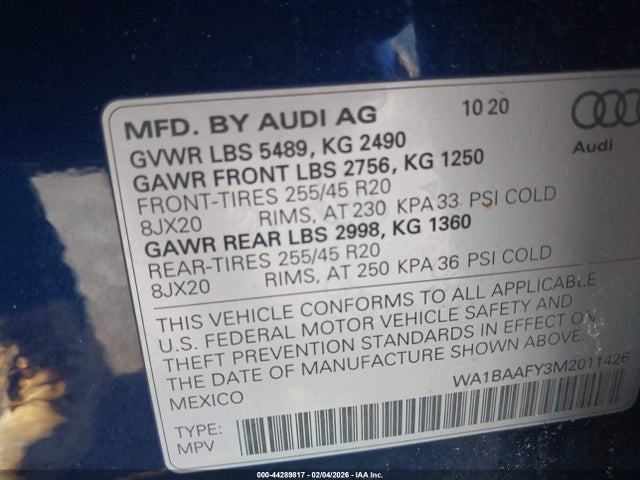 MFD. BY AUDI AG 10 20
GVWR LBS 5489, KG 2490
GAWR FRONT LBS 2756, KG 1250
FRONT-TIRES 255/45 R20
8JX20 RIMS, AT 230 KPA 33 PSI COLD
GAWR REAR LBS 2998, KG 1360
REAR-TIRES 255/45 R20
8JX20 RIMS, AT 250 KPA 36 PSI COLD
Audi
THIS VEHICLE CONFORMS TO ALL APPLICABLE
U.S. FEDERAL MOTOR VEHICLE SAFETY AND
THEFT PREVENTION STANDARDS IN EFFECT ON
THE DATE OF MANUFACTURE SHOWN ABOVE.
MEXICO WA1BAAFY3M2011426
TYPE:
MPV
000-44289817 - 02/04/2026 - IAA Inc.